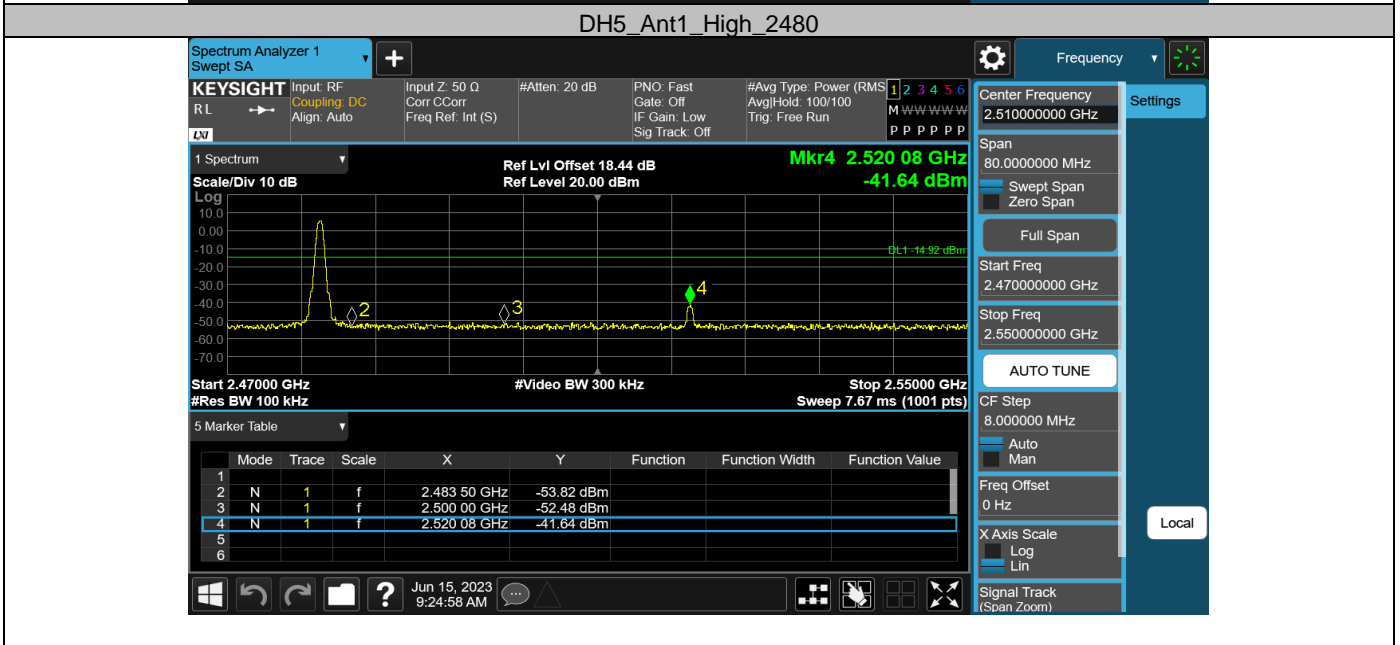 DH5_Ant1_High_2480
Spectrum Analyzer 1
Swept SA
+
Frequency
KEYSIGHT
RL
LXI
Input: RF
Coupling: DC
Align: Auto
Input Z: 50 Ω
Corr CCorr
Freq Ref: Int (S)
#Atten: 20 dB
PNO: Fast
Gate: Off
IF Gain: Low
Sig Track: Off
#Avg Type: Power (RMS
Avg|Hold: 100/100
Trig: Free Run
1 2 3 4 5 6
M W W W W W
P P P P P P
1 Spectrum
Scale/Div 10 dB
Ref Lvl Offset 18.44 dB
Ref Level 20.00 dBm
Mkr4 2.520 08 GHz
-41.64 dBm
Log
10.0
0.00
-10.0
-20.0
-30.0
-40.0
-50.0
-60.0
-70.0
DL1 -14.92 dBm
2
3
4
Start 2.47000 GHz
#Video BW 300 kHz
Stop 2.55000 GHz
#Res BW 100 kHz
Sweep 7.67 ms (1001 pts)
5 Marker Table
Mode Trace Scale X Y Function Function Width Function Value
1
2 N 1 f 2.483 50 GHz -53.82 dBm
3 N 1 f 2.500 00 GHz -52.48 dBm
4 N 1 f 2.520 08 GHz -41.64 dBm
5
6
Center Frequency
2.510000000 GHz
Settings
Span
80.0000000 MHz
Swept Span
Zero Span
Full Span
Start Freq
2.470000000 GHz
Stop Freq
2.550000000 GHz
AUTO TUNE
CF Step
8.000000 MHz
Auto
Man
Freq Offset
0 Hz
X Axis Scale
Log
Lin
Local
Signal Track
(Span Zoom)
?
Jun 15, 2023
9:24:58 AM